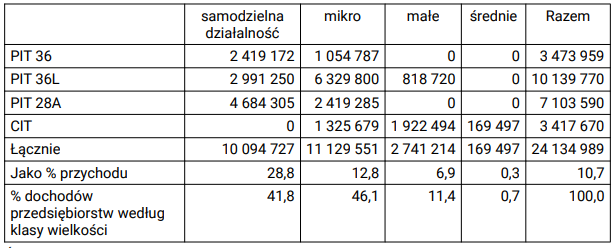 samodzielna działalność mikro małe średnie Razem
PIT 36 2 419 172 1 054 787 0 0 3 473 959
PIT 36L 2 991 250 6 329 800 818 720 0 10 139 770
PIT 28A 4 684 305 2 419 285 0 0 7 103 590
CIT 0 1 325 679 1 922 494 169 497 3 417 670
Łącznie 10 094 727 11 129 551 2 741 214 169 497 24 134 989
Jako % przychodu 28,8 12,8 6,9 0,3 10,7
% dochodów przedsiębiorstw według klasy wielkości 41,8 46,1 11,4 0,7 100,0